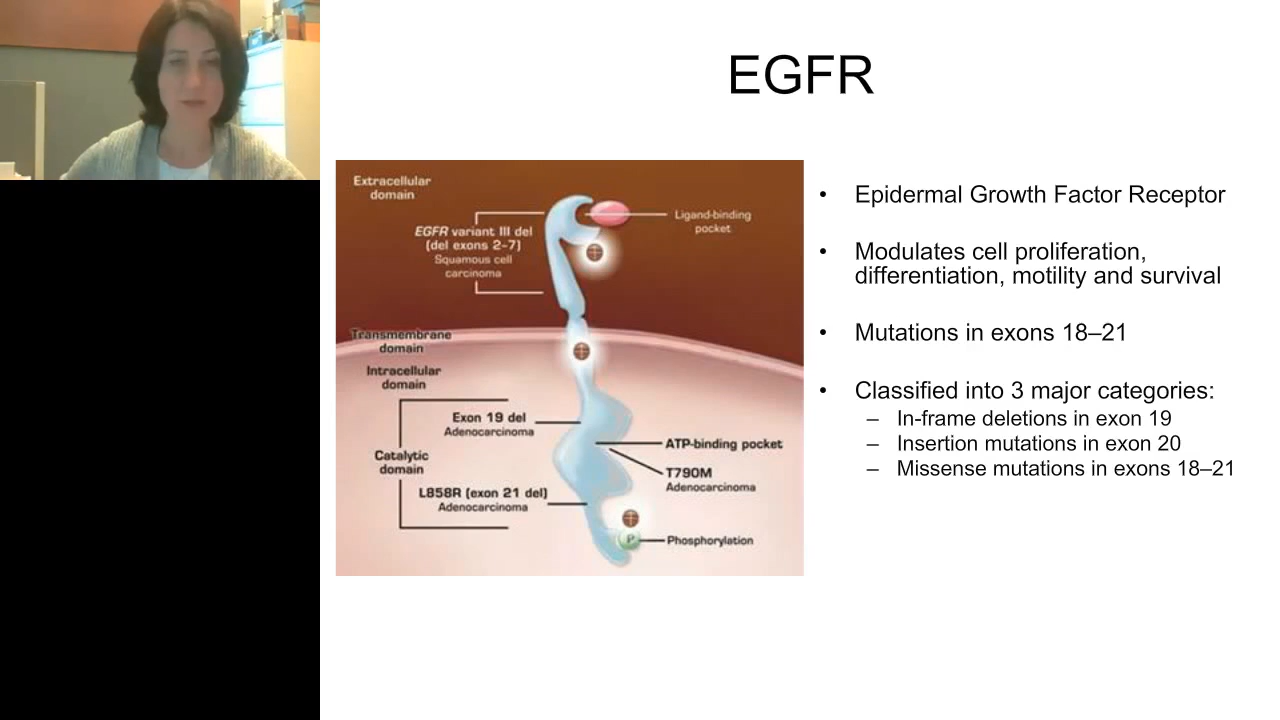 EGFR
Extracellular
domain
EGFR variant III del
(del exons 2–7)
Squamous cell
carcinoma
Ligand-binding
pocket
Transmembrane
domain
Intracellular
domain
Exon 19 del
Adenocarcinoma
Catalytic
domain
ATP-binding pocket
T790M
Adenocarcinoma
L858R (exon 21 del)
Adenocarcinoma
P
Phosphorylation
• Epidermal Growth Factor Receptor
• Modulates cell proliferation,
differentiation, motility and survival
• Mutations in exons 18–21
• Classified into 3 major categories:
– In-frame deletions in exon 19
– Insertion mutations in exon 20
– Missense mutations in exons 18–21